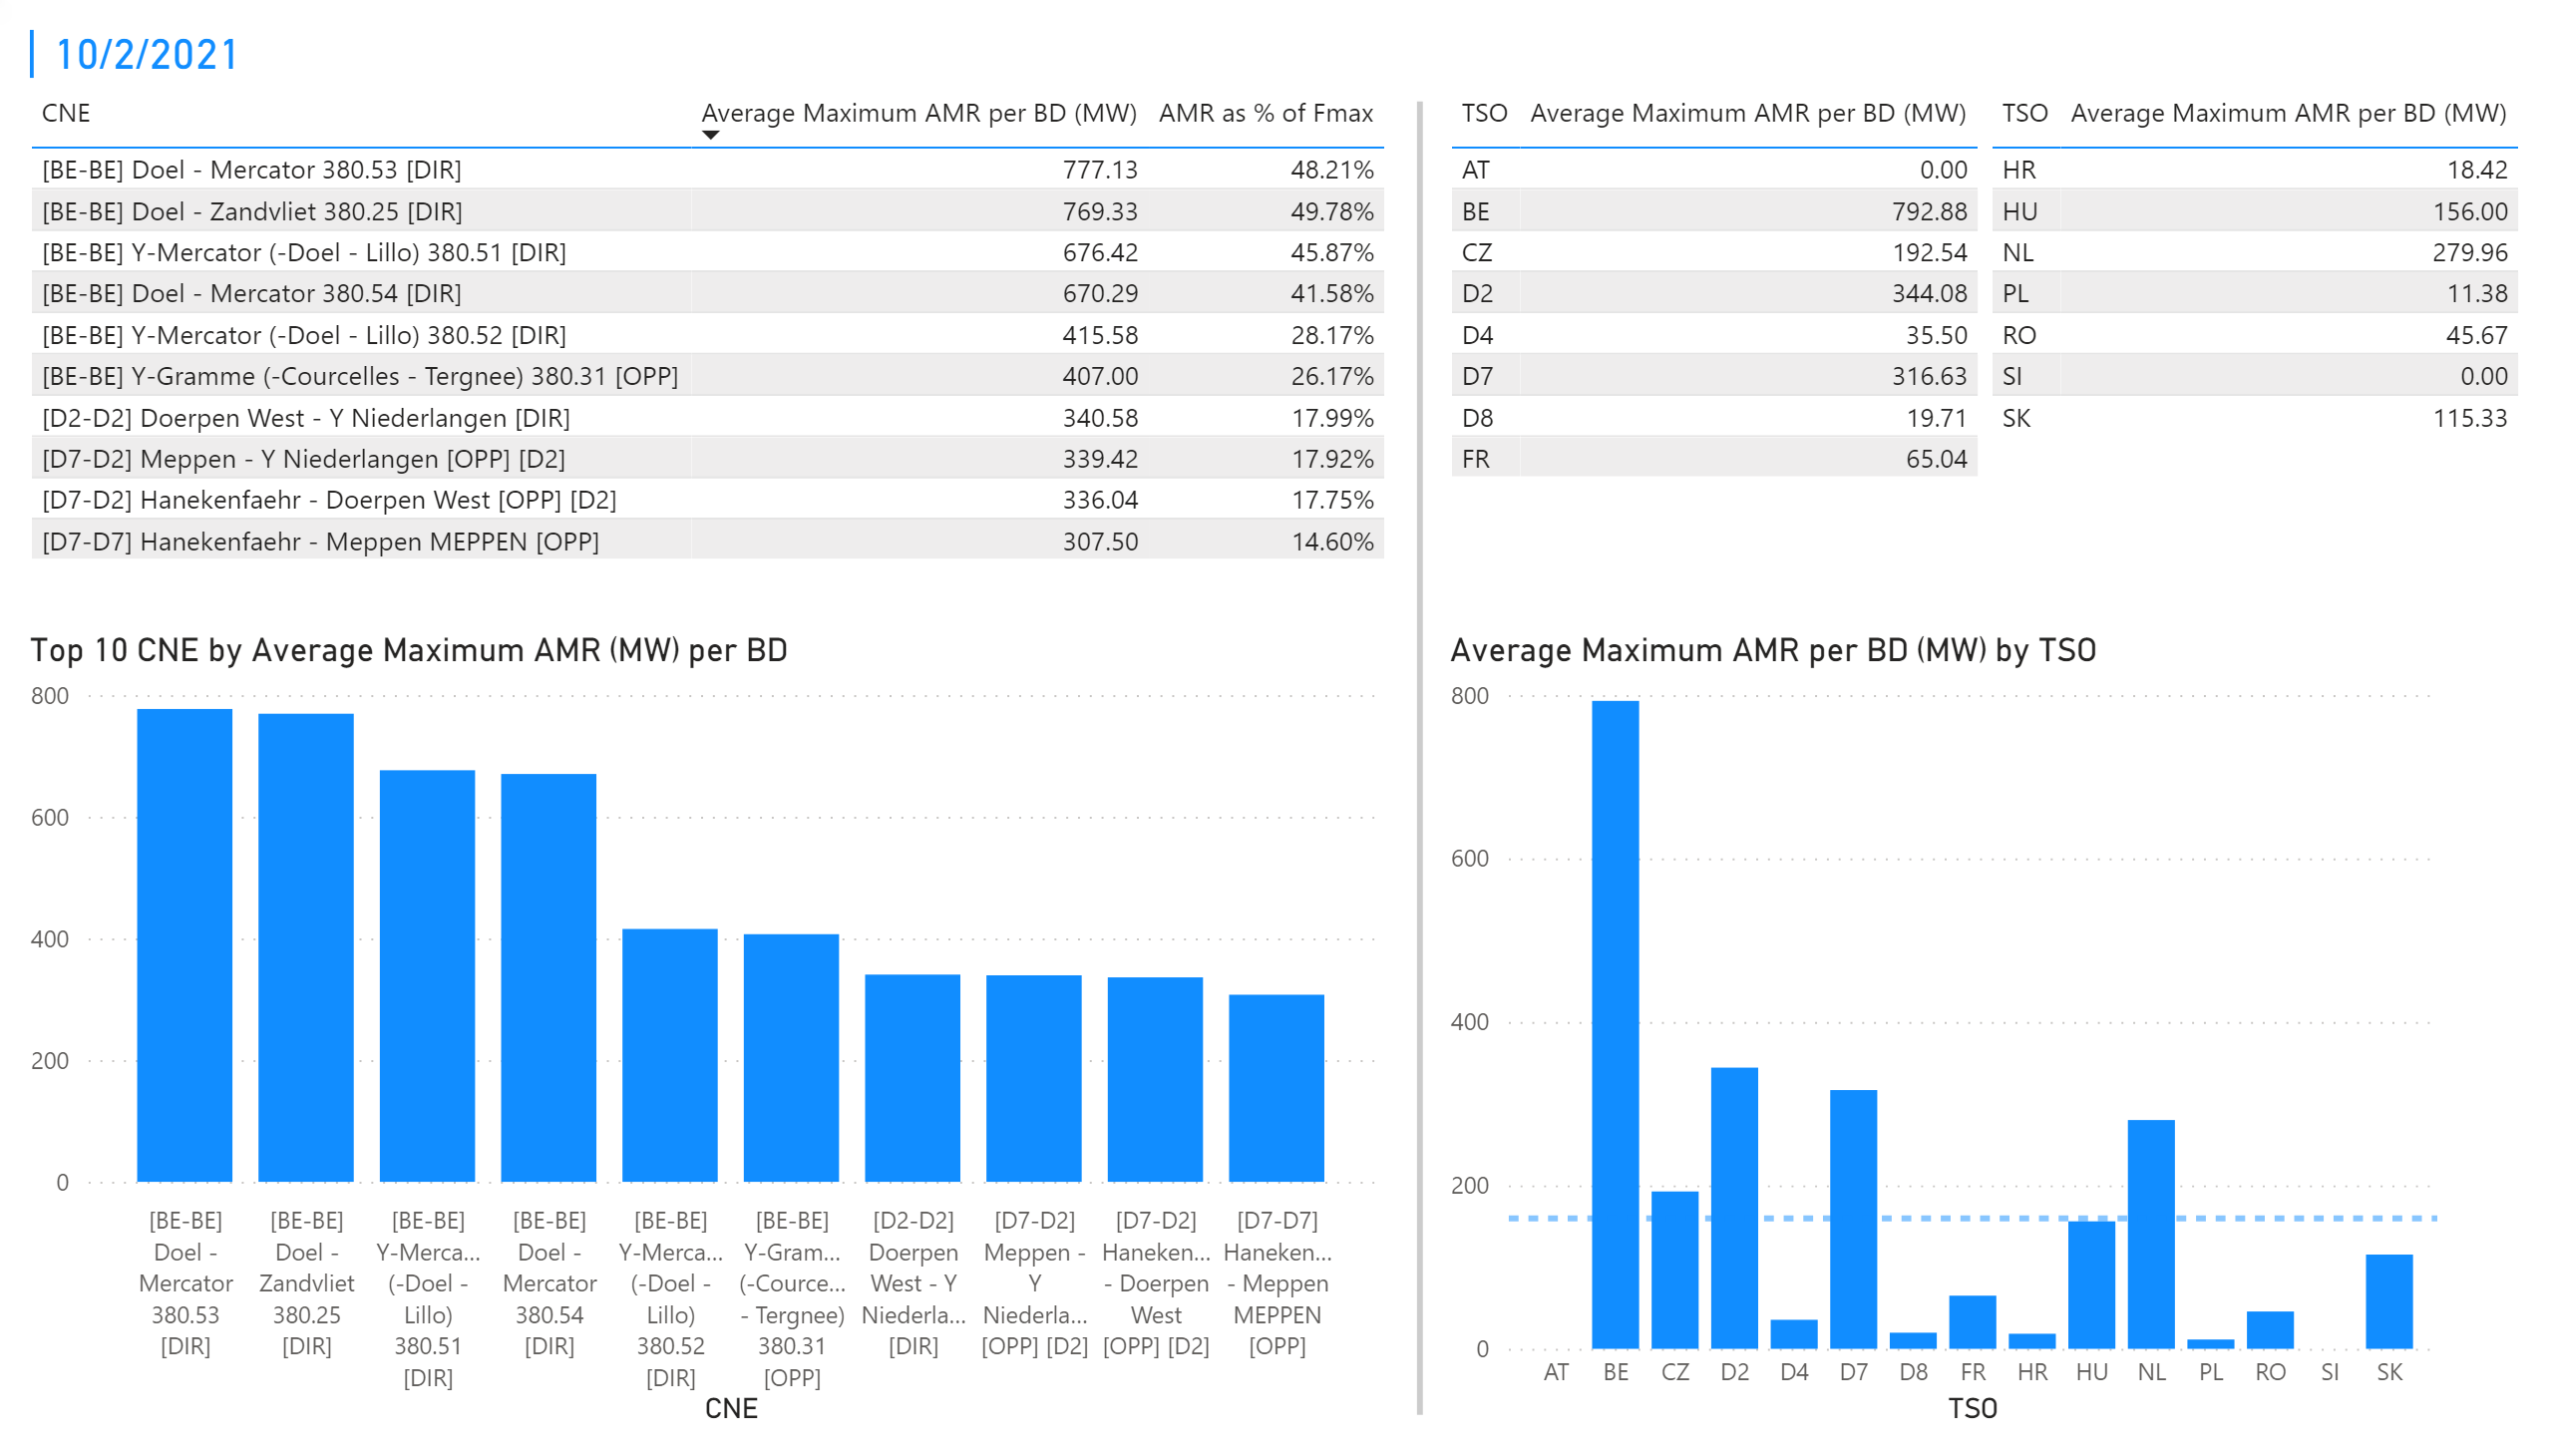 10/2/2021
CNE Average Maximum AMR per BD (MW) AMR as % of Fmax
[BE-BE] Doel - Mercator 380.53 [DIR] 777.13 48.21%
[BE-BE] Doel - Zandvliet 380.25 [DIR] 769.33 49.78%
[BE-BE] Y-Mercator (-Doel - Lillo) 380.51 [DIR] 676.42 45.87%
[BE-BE] Doel - Mercator 380.54 [DIR] 670.29 41.58%
[BE-BE] Y-Mercator (-Doel - Lillo) 380.52 [DIR] 415.58 28.17%
[BE-BE] Y-Gramme (-Courcelles - Tergnee) 380.31 [OPP] 407.00 26.17%
[D2-D2] Doerpen West - Y Niederlangen [DIR] 340.58 17.99%
[D7-D2] Meppen - Y Niederlangen [OPP] [D2] 339.42 17.92%
[D7-D2] Hanekenfaehr - Doerpen West [OPP] [D2] 336.04 17.75%
[D7-D7] Hanekenfaehr - Meppen MEPPEN [OPP] 307.50 14.60%
TSO Average Maximum AMR per BD (MW)
AT 0.00
BE 792.88
CZ 192.54
D2 344.08
D4 35.50
D7 316.63
D8 19.71
FR 65.04
TSO Average Maximum AMR per BD (MW)
HR 18.42
HU 156.00
NL 279.96
PL 11.38
RO 45.67
SI 0.00
SK 115.33
Top 10 CNE by Average Maximum AMR (MW) per BD
800
600
400
200
0
[BE-BE]
Doel -
Mercator
380.53
[DIR]
[BE-BE]
Doel -
Zandvliet
380.25
[DIR]
[BE-BE]
Y-Merca...
(-Doel -
Lillo)
380.51
[DIR]
[BE-BE]
Doel -
Mercator
380.54
[DIR]
[BE-BE]
Y-Merca...
(-Doel -
Lillo)
380.52
[DIR]
[BE-BE]
Y-Gram...
(-Ource...
- Tergnee)
380.31
[OPP]
[D2-D2]
Doerpen
West - Y
Niederla...
[DIR]
[D7-D2]
Meppen -
Y
Niederla...
[OPP] [D2]
[D7-D2]
Haneken...
- Doerpen
West
[OPP] [D2]
[D7-D7]
Haneken...
- Meppen
MEPPEN
[OPP]
CNE
Average Maximum AMR per BD (MW) by TSO
800
600
400
200
0
AT BE CZ D2 D4 D7 D8 FR HR HU NL PL RO SI SK
TSO